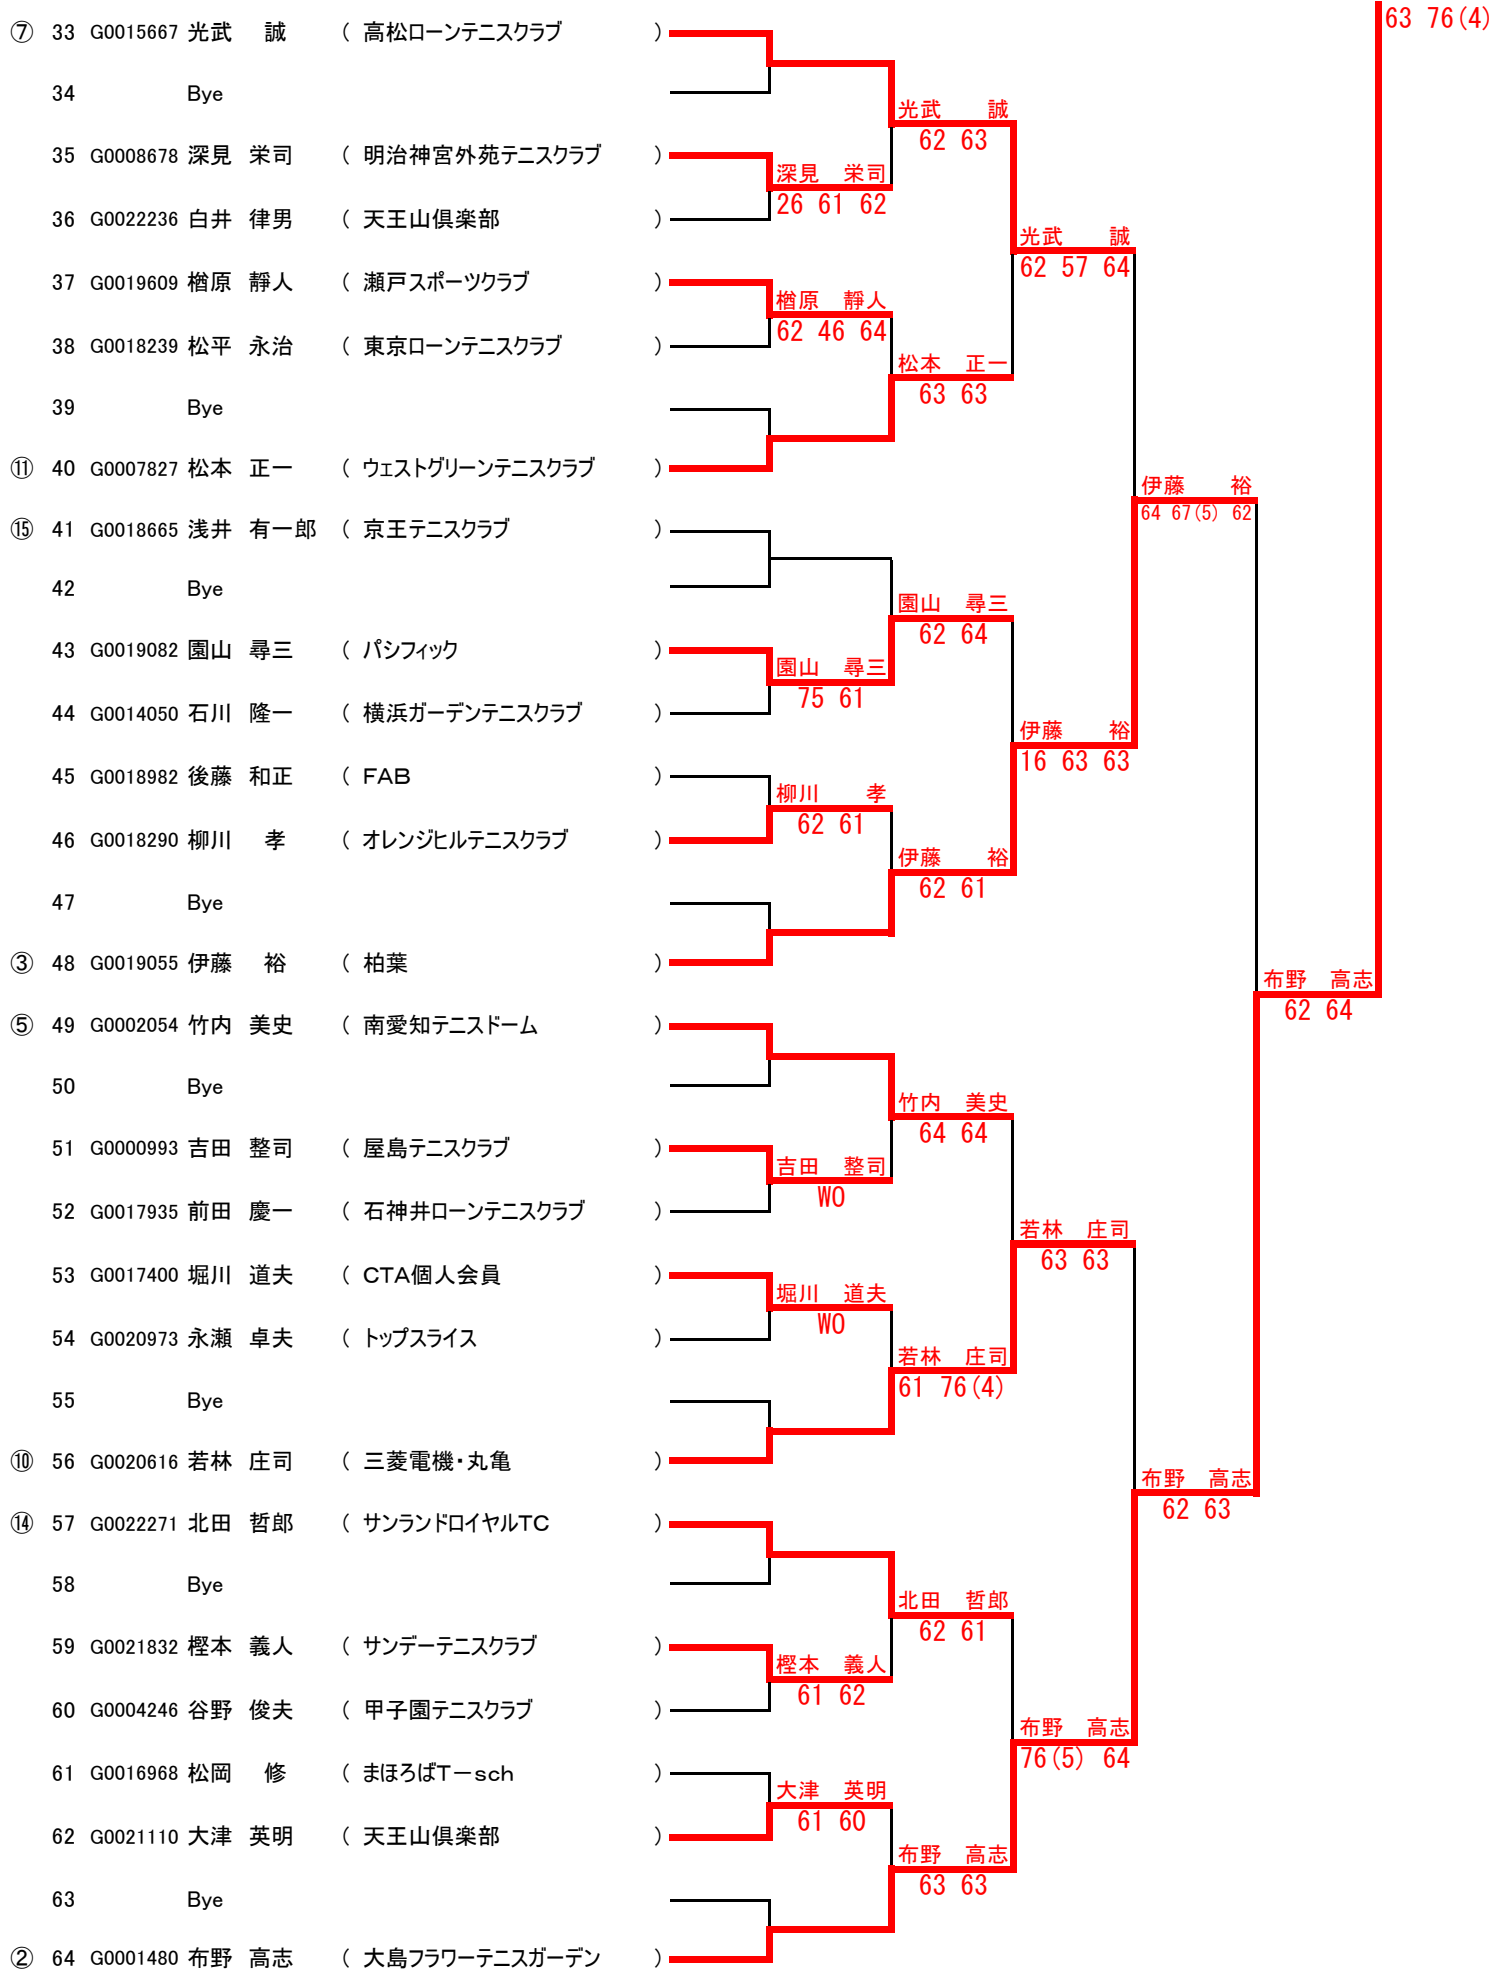 63 76(4)
⑦ 33 G0015667 光武 誠 ( 高松ローンテニスクラブ )
34 Bye
光武 誠
62 63
35 G0008678 深見 栄司 ( 明治神宮外苑テニスクラブ )
深見 栄司
26 61 62
36 G0022236 白井 律男 ( 天王山倶楽部 )
光武 誠
62 57 64
37 G0019609 楢原 靜人 ( 瀬戸スポーツクラブ )
楢原 靜人
62 46 64
38 G0018239 松平 永治 ( 東京ローンテニスクラブ )
松本 正一
63 63
39 Bye
⑪ 40 G0007827 松本 正一 ( ウェストグリーンテニスクラブ )
伊藤 裕
64 67(5) 62
⑮ 41 G0018665 浅井 有一郎 ( 京王テニスクラブ )
42 Bye
園山 尋三
62 64
43 G0019082 園山 尋三 ( パシフィック )
園山 尋三
75 61
44 G0014050 石川 隆一 ( 横浜ガーデンテニスクラブ )
伊藤 裕
16 63 63
45 G0018982 後藤 和正 ( FAB )
柳川 孝
62 61
46 G0018290 柳川 孝 ( オレンジヒルテニスクラブ )
伊藤 裕
62 61
47 Bye
③ 48 G0019055 伊藤 裕 ( 柏葉 )
布野 高志
62 64
⑤ 49 G0002054 竹内 美史 ( 南愛知テニスドーム )
50 Bye
竹内 美史
64 64
51 G0000993 吉田 整司 ( 屋島テニスクラブ )
吉田 整司
WO
52 G0017935 前田 慶一 ( 石神井ローンテニスクラブ )
若林 庄司
63 63
53 G0017400 堀川 道夫 ( CTA個人会員 )
堀川 道夫
WO
54 G0020973 永瀬 卓夫 ( トップスライス )
若林 庄司
61 76(4)
55 Bye
⑩ 56 G0020616 若林 庄司 ( 三菱電機・丸亀 )
布野 高志
62 63
⑭ 57 G0022271 北田 哲郎 ( サンランドロイヤルTC )
58 Bye
北田 哲郎
62 61
59 G0021832 樫本 義人 ( サンデーテニスクラブ )
樫本 義人
61 62
60 G0004246 谷野 俊夫 ( 甲子園テニスクラブ )
布野 高志
76(5) 64
61 G0016968 松岡 修 ( まほろばT－sch )
大津 英明
61 60
62 G0021110 大津 英明 ( 天王山倶楽部 )
布野 高志
63 63
63 Bye
② 64 G0001480 布野 高志 ( 大島フラワーテニスガーデン )